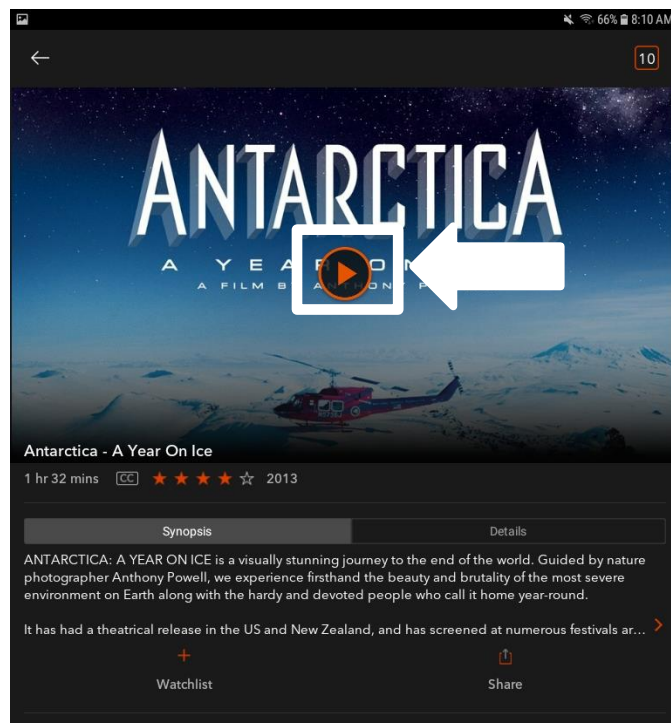 66% 8:10 AM
10
ANTARCTICA
A YEAR ON
A FILM B ANTHONY P
Antarctica - A Year On Ice
1 hr 32 mins CC 2013
Synopsis Details
ANTARCTICA: A YEAR ON ICE is a visually stunning journey to the end of the world. Guided by nature
photographer Anthony Powell, we experience firsthand the beauty and brutality of the most severe
environment on Earth along with the hardy and devoted people who call it home year-round.
It has had a theatrical release in the US and New Zealand, and has screened at numerous festivals ar...
Watchlist Share